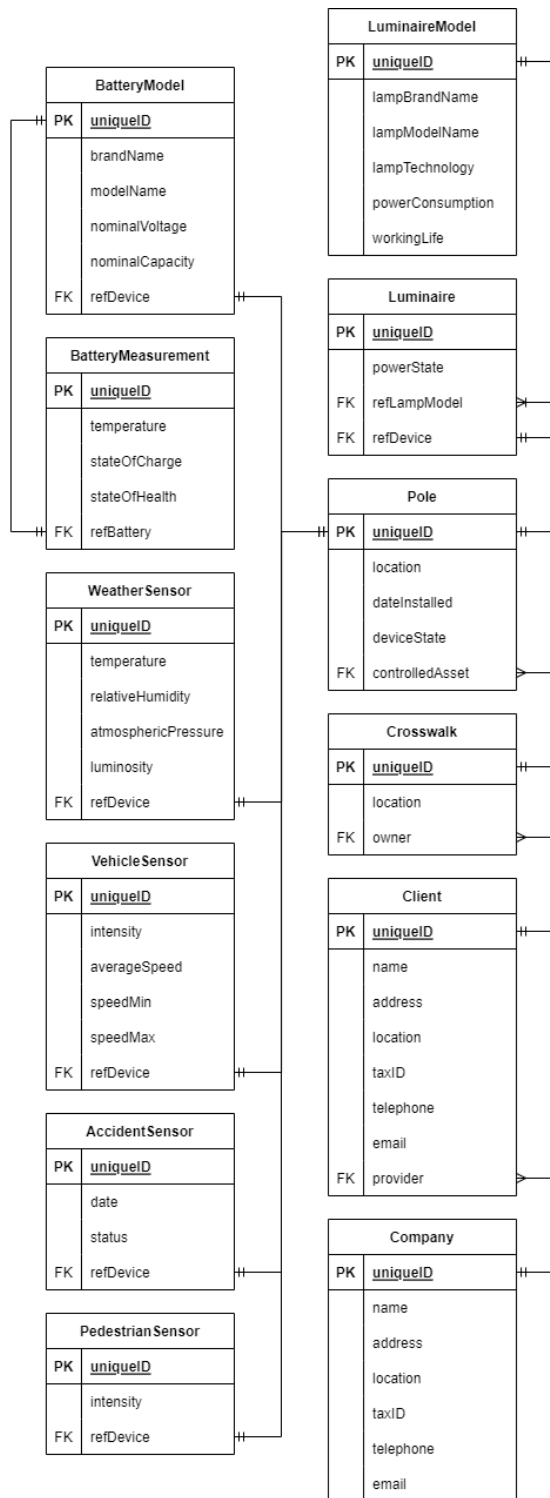 BatteryModel
PK uniqueID
brandName
modelName
nominalVoltage
nominalCapacity
FK refDevice
BatteryMeasurement
PK uniqueID
temperature
stateOfCharge
stateOfHealth
FK refBattery
WeatherSensor
PK uniqueID
temperature
relativeHumidity
atmosphericPressure
luminosity
FK refDevice
VehicleSensor
PK uniqueID
intensity
averageSpeed
speedMin
speedMax
FK refDevice
AccidentSensor
PK uniqueID
date
status
FK refDevice
PedestrianSensor
PK uniqueID
intensity
FK refDevice
LuminaireModel
PK uniqueID
lampBrandName
lampModelName
lampTechnology
powerConsumption
workingLife
Luminaire
PK uniqueID
powerState
FK refLampModel
FK refDevice
Pole
PK uniqueID
location
dateInstalled
deviceState
FK controlledAsset
Crosswalk
PK uniqueID
location
FK owner
Client
PK uniqueID
name
address
location
taxID
telephone
email
FK provider
Company
PK uniqueID
name
address
location
taxID
telephone
email